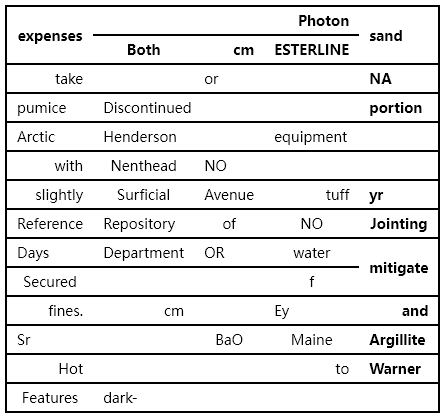 expenses Photon sand
Both cm ESTERLINE
take or NA
pumice Discontinued portion
Arctic Henderson equipment
with Nenthead NO
slightly Surficial Avenue tuff yr
Reference Repository of NO Jointing
Days Department OR water mitigate
Secured f
fines. cm Ey and
Sr BaO Maine Argillite
Hot to Warner
Features dark-